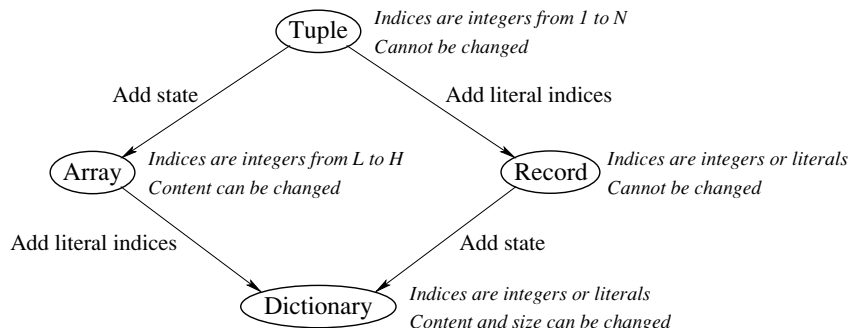 Tuple
Indices are integers from 1 to N
Cannot be changed
Add state
Add literal indices
Array
Indices are integers from L to H
Content can be changed
Record
Indices are integers or literals
Cannot be changed
Add literal indices
Add state
Dictionary
Indices are integers or literals
Content and size can be changed